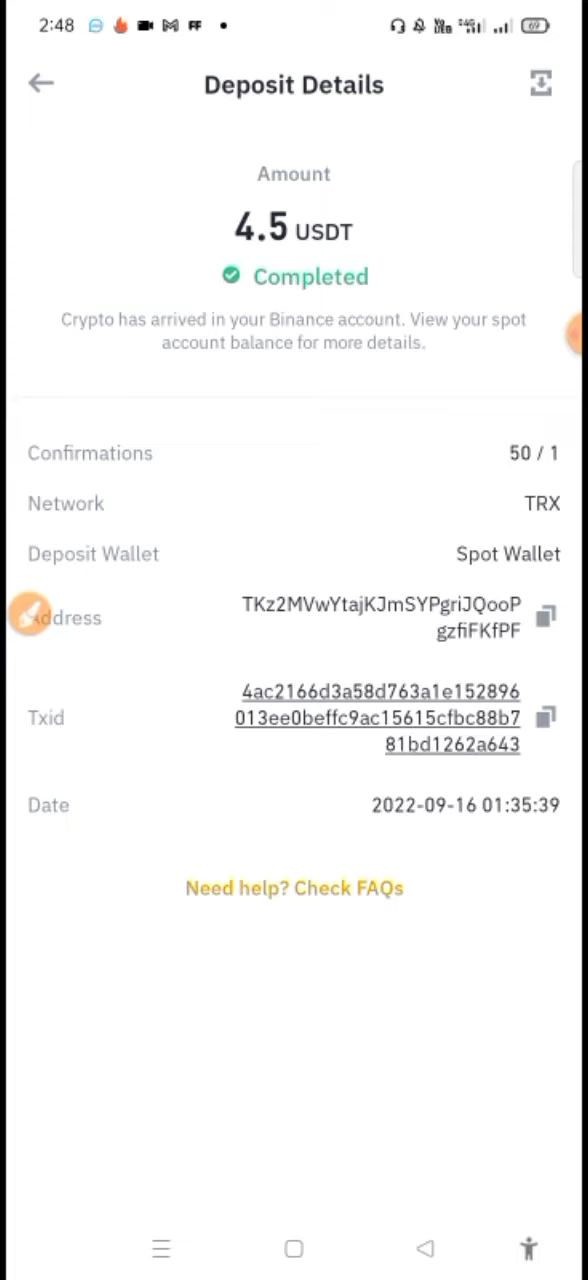 2:48
69
Deposit Details
Amount
4.5 USDT
Completed
Crypto has arrived in your Binance account. View your spot
account balance for more details.
Confirmations 50 / 1
Network TRX
Deposit Wallet Spot Wallet
Address TKz2MVwYtajKJmSYPgriJQooP
gzfiFKfPF
Txid 4ac2166d3a58d763a1e152896
013ee0beffc9ac15615cfbc88b7
81bd1262a643
Date 2022-09-16 01:35:39
Need help? Check FAQs